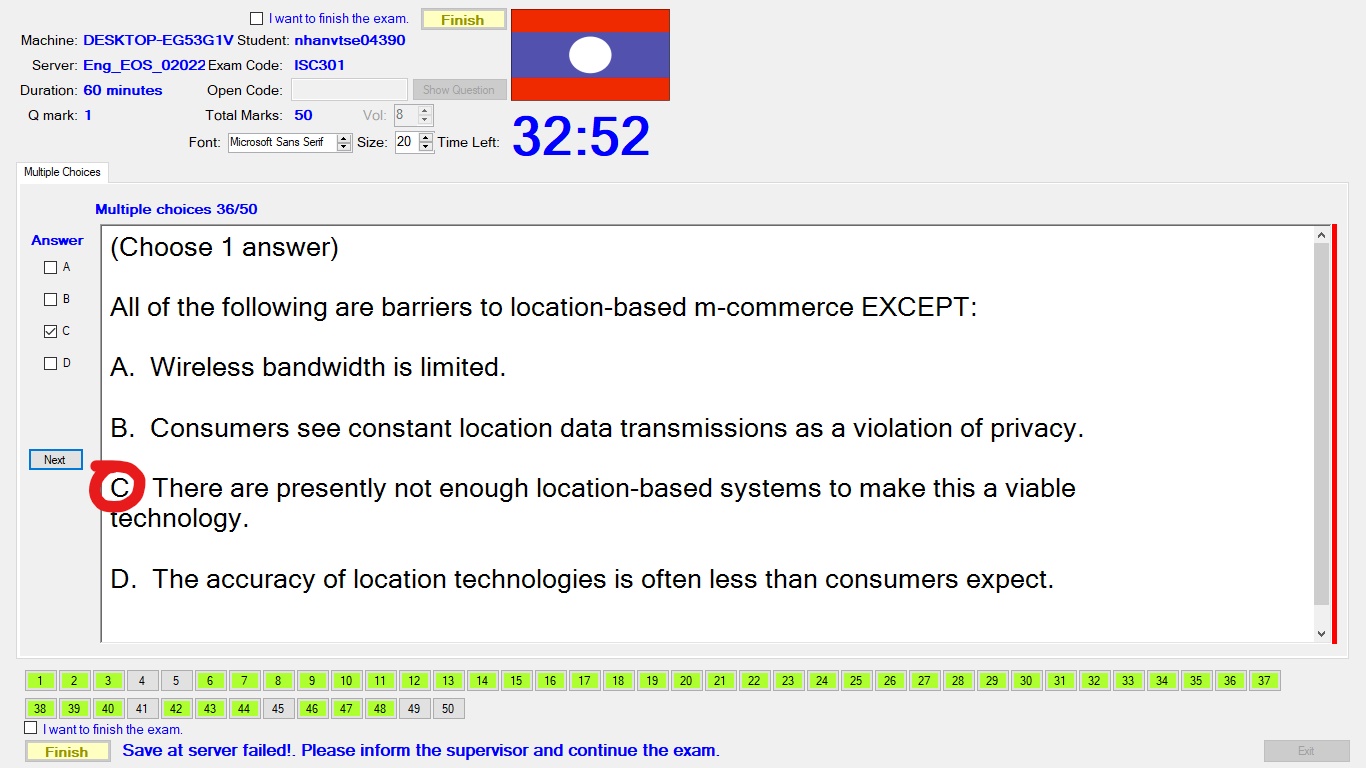 I want to finish the exam. Finish
Machine: DESKTOP-EG53G1V Student: nhanvtse04390
Server: Eng_EOS_02022 Exam Code: ISC301
Duration: 60 minutes Open Code: Show Question
Q mark: 1 Total Marks: 50 Vol: 8
Font: Microsoft Sans Serif Size: 20 Time Left: 32:52
Multiple Choices
Multiple choices 36/50
Answer
A
B
C
D
Next
(Choose 1 answer)
All of the following are barriers to location-based m-commerce EXCEPT:
A. Wireless bandwidth is limited.
B. Consumers see constant location data transmissions as a violation of privacy.
C There are presently not enough location-based systems to make this a viable
technology.
D. The accuracy of location technologies is often less than consumers expect.
1 2 3 4 5 6 7 8 9 10 11 12 13 14 15 16 17 18 19 20 21 22 23 24 25 26 27 28 29 30 31 32 33 34 35 36 37
38 39 40 41 42 43 44 45 46 47 48 49 50
I want to finish the exam.
Finish Save at server failed!. Please inform the supervisor and continue the exam. Exit